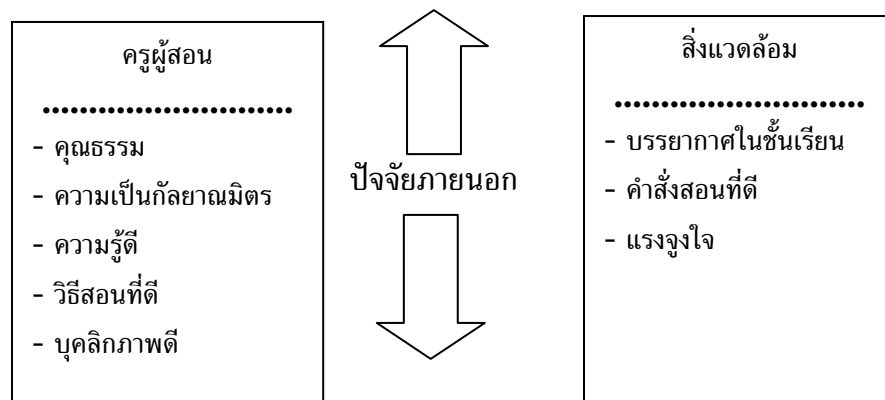 ครูผู้สอน
...........................
- คุณธรรม
- ความเป็นกัลยาณมิตร
- ความรู้ดี
- วิธีสอนที่ดี
- บุคลิกภาพดี
ปัจจัยภายนอก
สิ่งแวดล้อม
...........................
- บรรยากาศในชั้นเรียน
- คำสั่งสอนที่ดี
- แรงจูงใจ